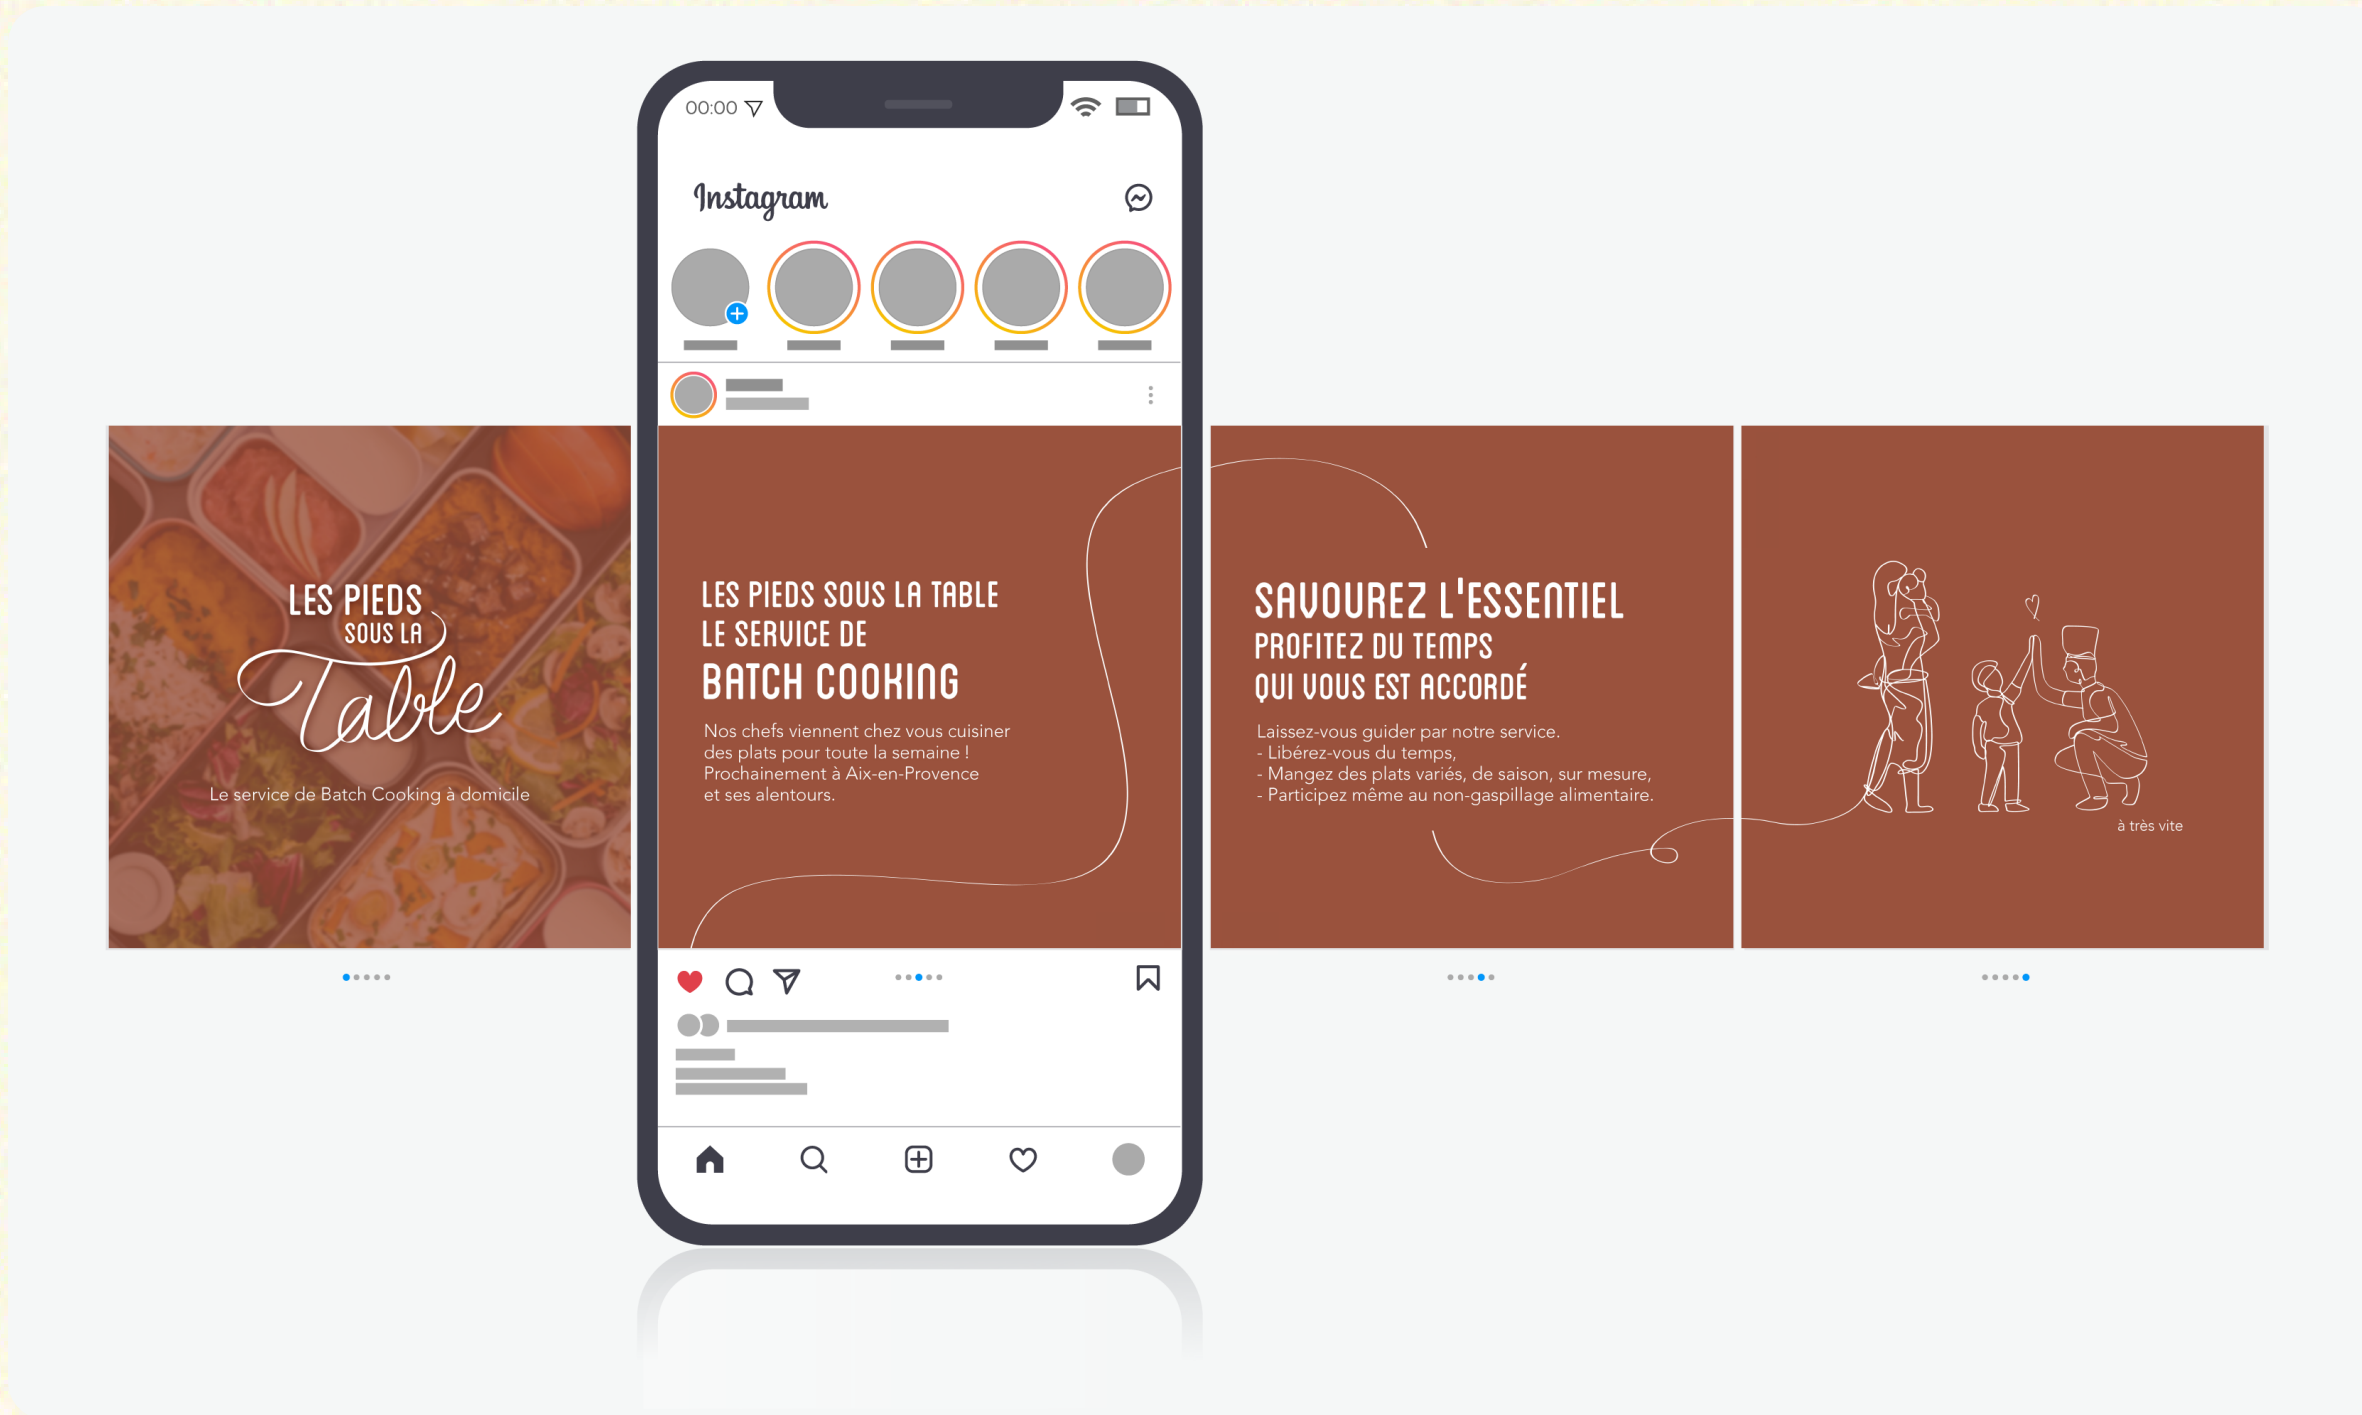 00:00
Instagram
LES PIEDS
SOUS LA
Table
Le service de Batch Cooking à domicile
LES PIEDS SOUS LA TABLE
LE SERVICE DE
BATCH COOKING
Nos chefs viennent chez vous cuisiner
des plats pour toute la semaine !
Prochainement à Aix-en-Provence
et ses alentours.
SAVOUREZ L'ESSENTIEL
PROFITEZ DU TEMPS
QUI VOUS EST ACCORDÉ
Laissez-vous guider par notre service.
- Libérez-vous du temps,
- Mangez des plats variés, de saison, sur mesure,
- Participez même au non-gaspillage alimentaire.
à très vite